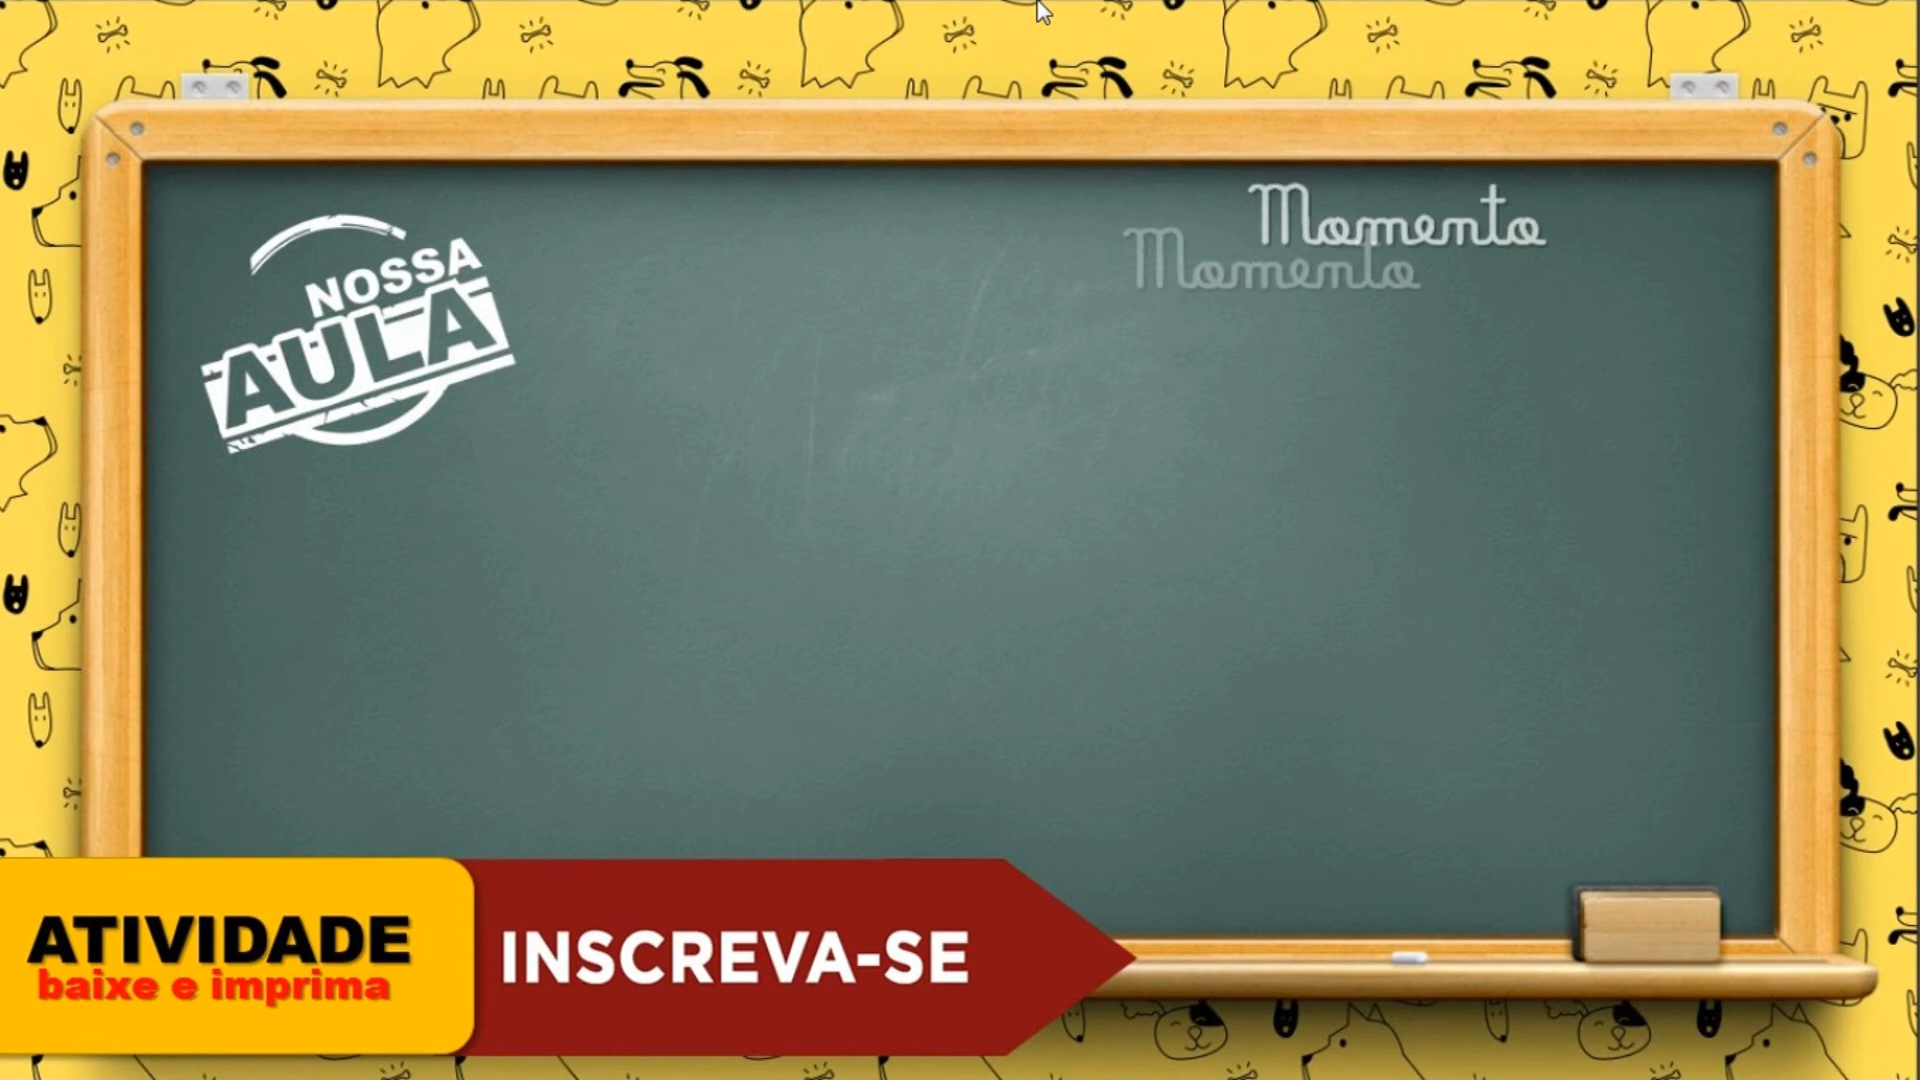 Momento
Momento
NOSSA
AULA
ATIVIDADE
baixe e imprima
INSCREVA-SE